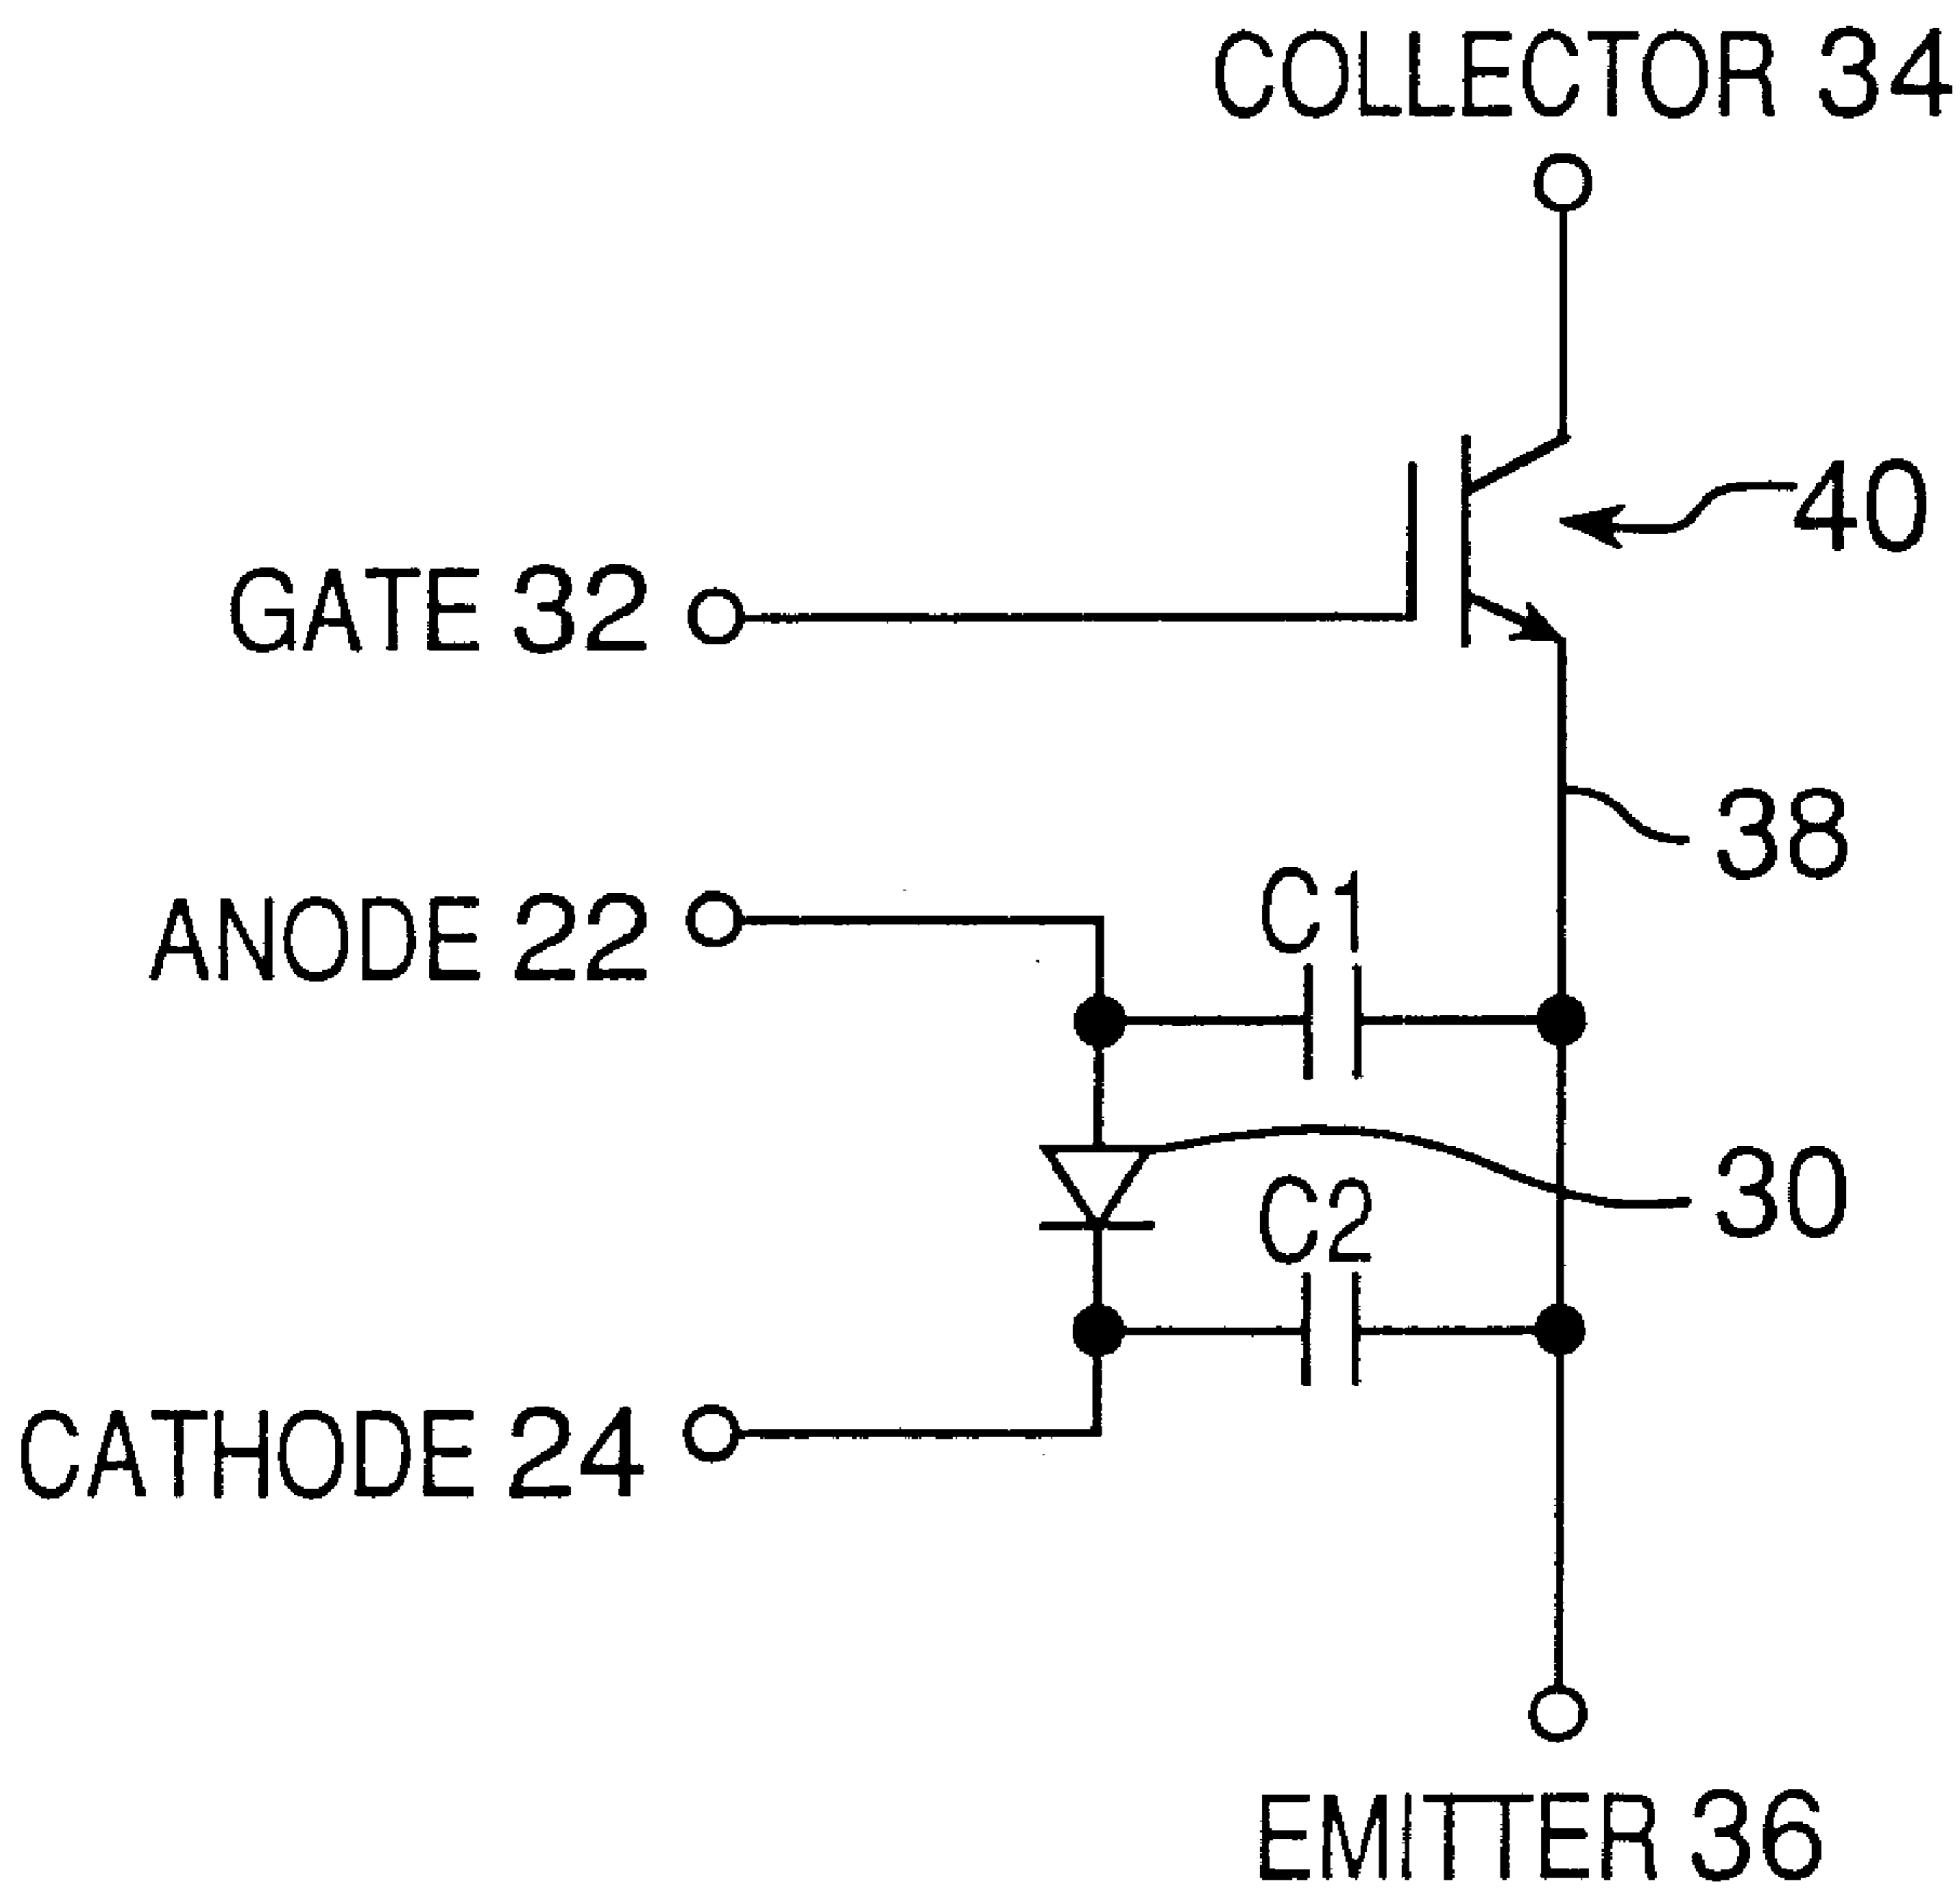 COLLECTOR 34
40
GATE 32
38
C1
ANODE 22
30
C2
CATHODE 24
EMITTER 36